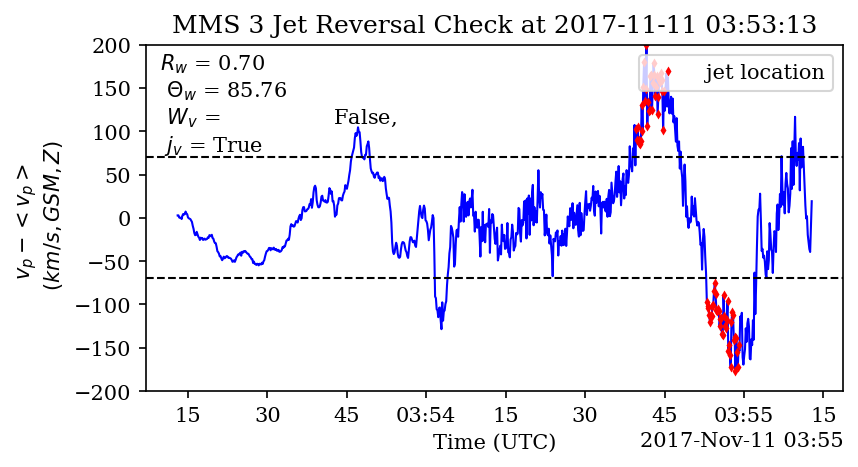 MMS 3 Jet Reversal Check at 2017-11-11 03:53:13
R_w = 0.70
Θ_w = 85.76
W_v = False,
j_v = True
jet location
v_p − <v_p>
(km/s, GSM, Z)
200
150
100
50
0
−50
−100
−150
−200
15 30 45 03:54 15 30 45 03:55 15
Time (UTC)
2017-Nov-11 03:55